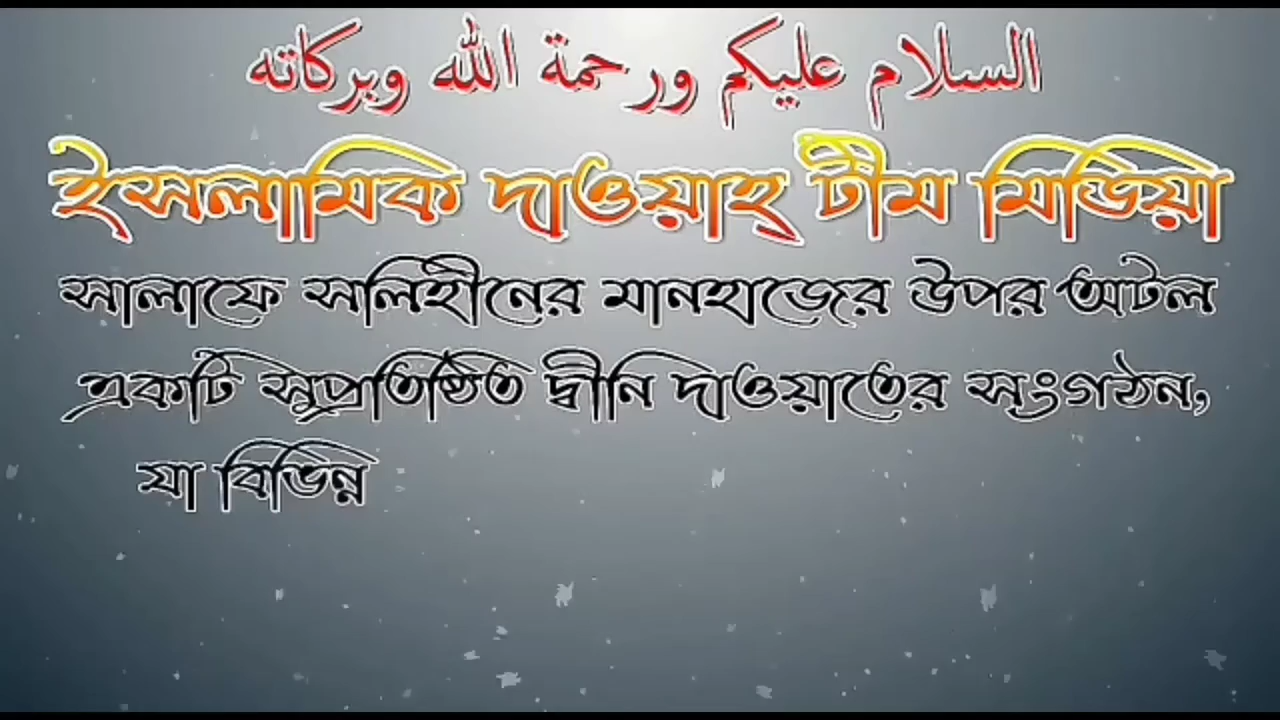 السلام عليكم ورحمة الله وبركاته
ইসলামিক দাওয়াহ্ টীম মিডিয়া
সালাফে সলিহীনের মানহাজের উপর অটল
একটি সুপ্রতিষ্ঠিত দ্বীনি দাওয়াতের সংগঠন,
যা বিভিন্ন